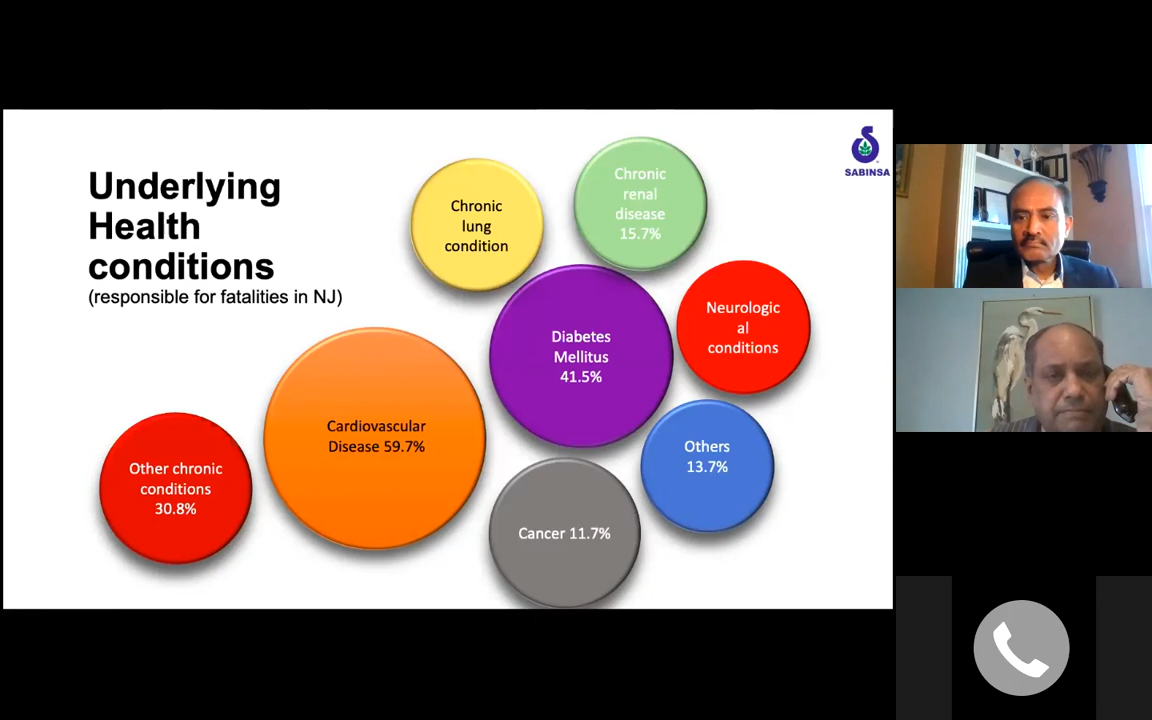 Underlying
Health
conditions
(responsible for fatalities in NJ)
SABINSA
Chronic
lung
condition
Chronic
renal
disease
15.7%
Neurologic
al
conditions
Diabetes
Mellitus
41.5%
Cardiovascular
Disease 59.7%
Other chronic
conditions
30.8%
Others
13.7%
Cancer 11.7%